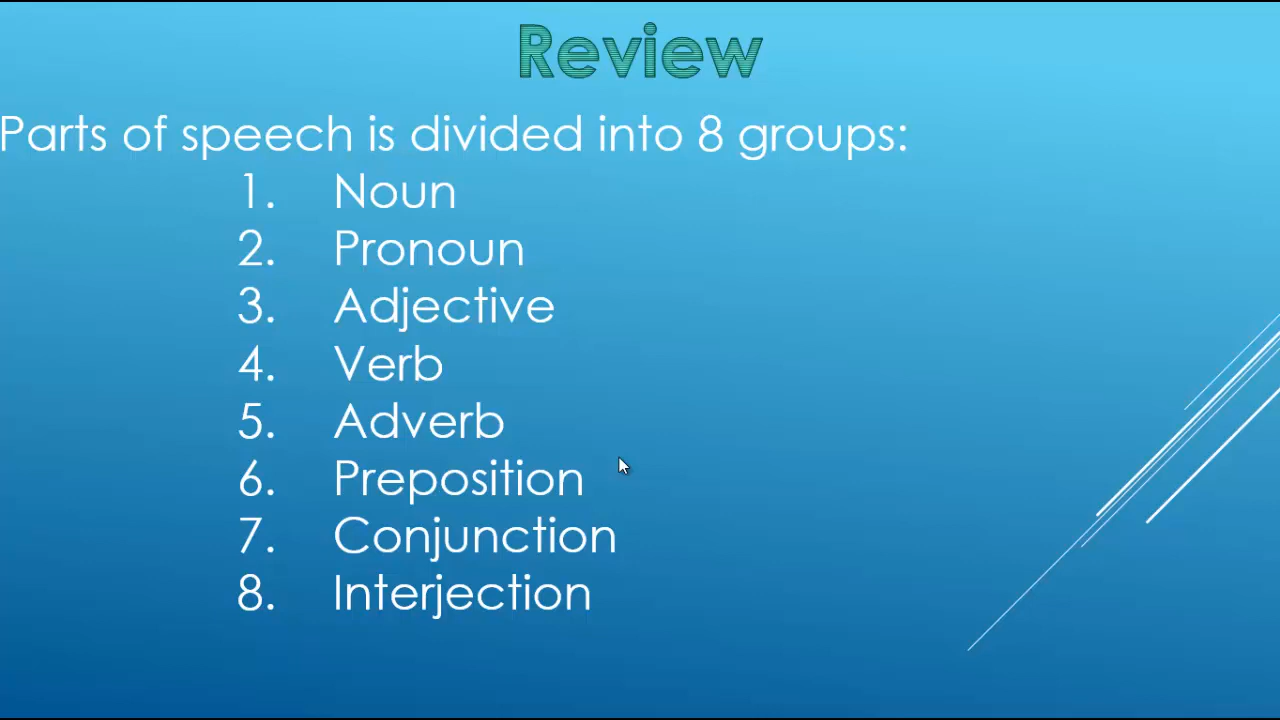 Review
Parts of speech is divided into 8 groups:
1. Noun
2. Pronoun
3. Adjective
4. Verb
5. Adverb
6. Preposition
7. Conjunction
8. Interjection